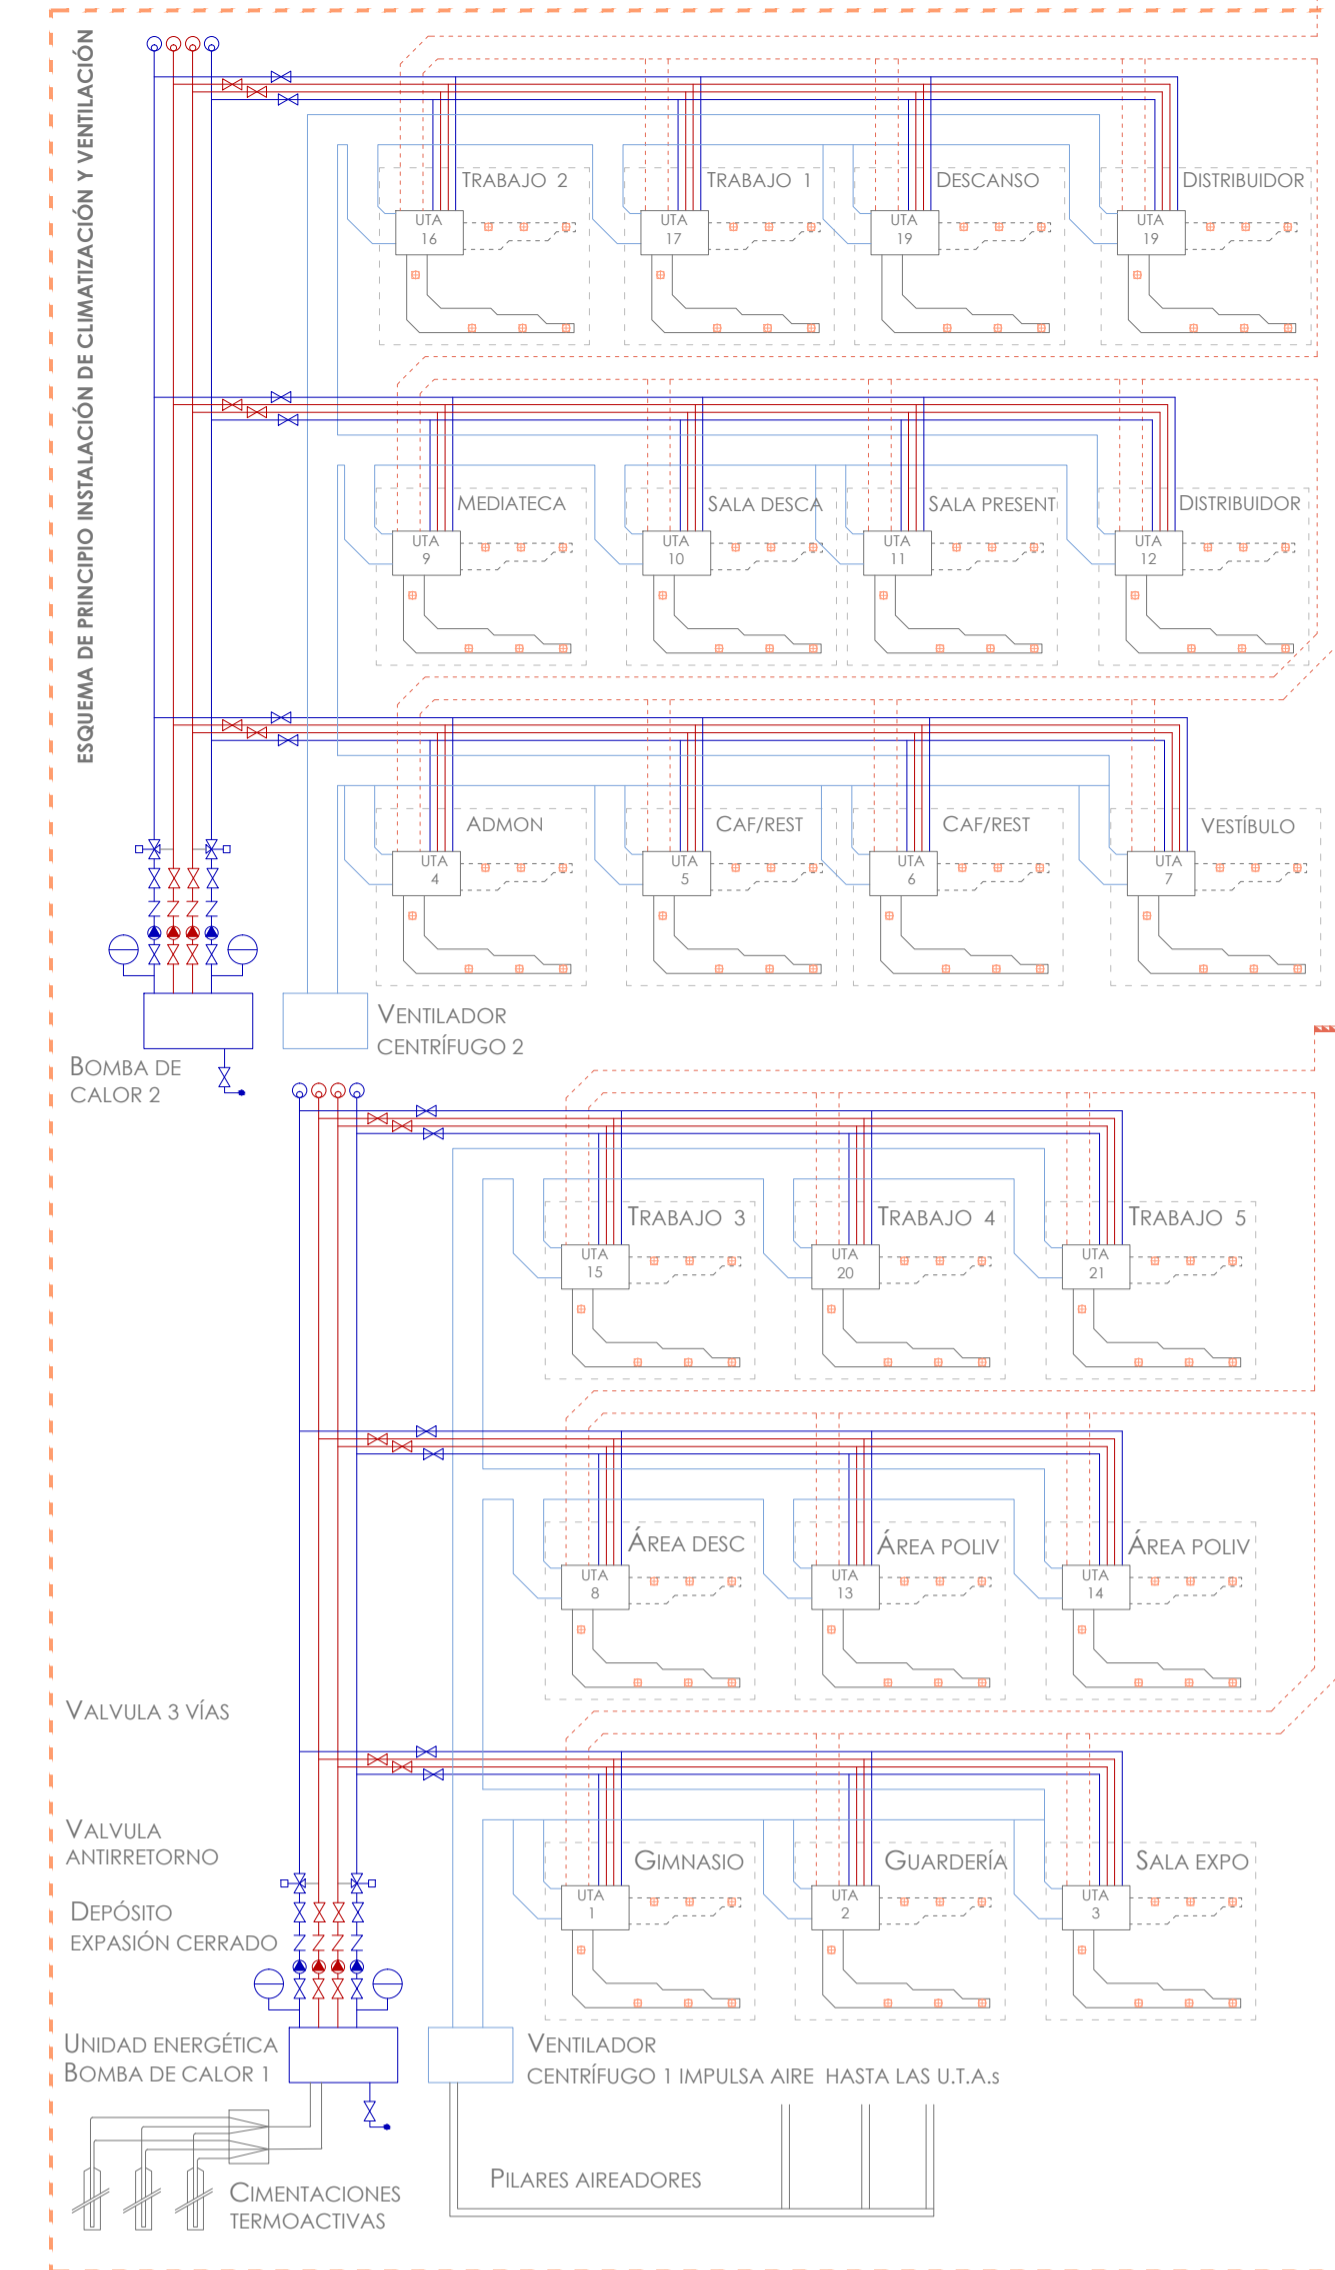 ESQUEMA DE PRINCIPIO INSTALACIÓN DE CLIMATIZACIÓN Y VENTILACIÓN
TRABAJO 2
UTA
16
TRABAJO 1
UTA
17
DESCANSO
UTA
19
DISTRIBUIDOR
UTA
19
MEDIATECA
UTA
9
SALA DESCA
UTA
10
SALA PRESENT
UTA
11
DISTRIBUIDOR
UTA
12
ADMON
UTA
4
CAF/REST
UTA
5
CAF/REST
UTA
6
VESTÍBULO
UTA
7
VENTILADOR
CENTRÍFUGO 2
BOMBA DE
CALOR 2
TRABAJO 3
UTA
15
TRABAJO 4
UTA
20
TRABAJO 5
UTA
21
ÁREA DESC
UTA
8
ÁREA POLIV
UTA
13
ÁREA POLIV
UTA
14
VALVULA 3 VÍAS
VALVULA
ANTIRRETORNO
GIMNASIO
UTA
1
GUARDERÍA
UTA
2
SALA EXPO
UTA
3
DEPÓSITO
EXPASIÓN CERRADO
UNIDAD ENERGÉTICA
BOMBA DE CALOR 1
VENTILADOR
CENTRÍFUGO 1 IMPULSA AIRE HASTA LAS U.T.A.s
PILARES AIREADORES
CIMENTACIONES
TERMOACTIVAS